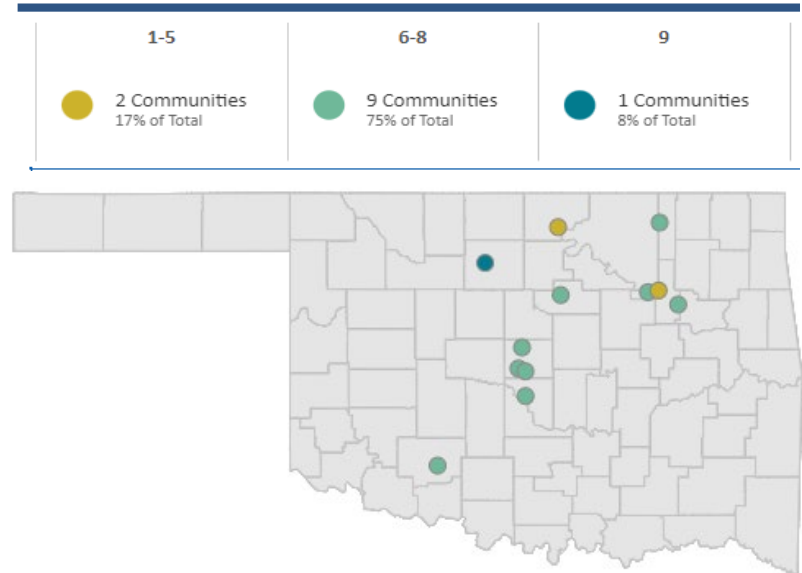 1-5
2 Communities
17% of Total
6-8
9 Communities
75% of Total
9
1 Communities
8% of Total